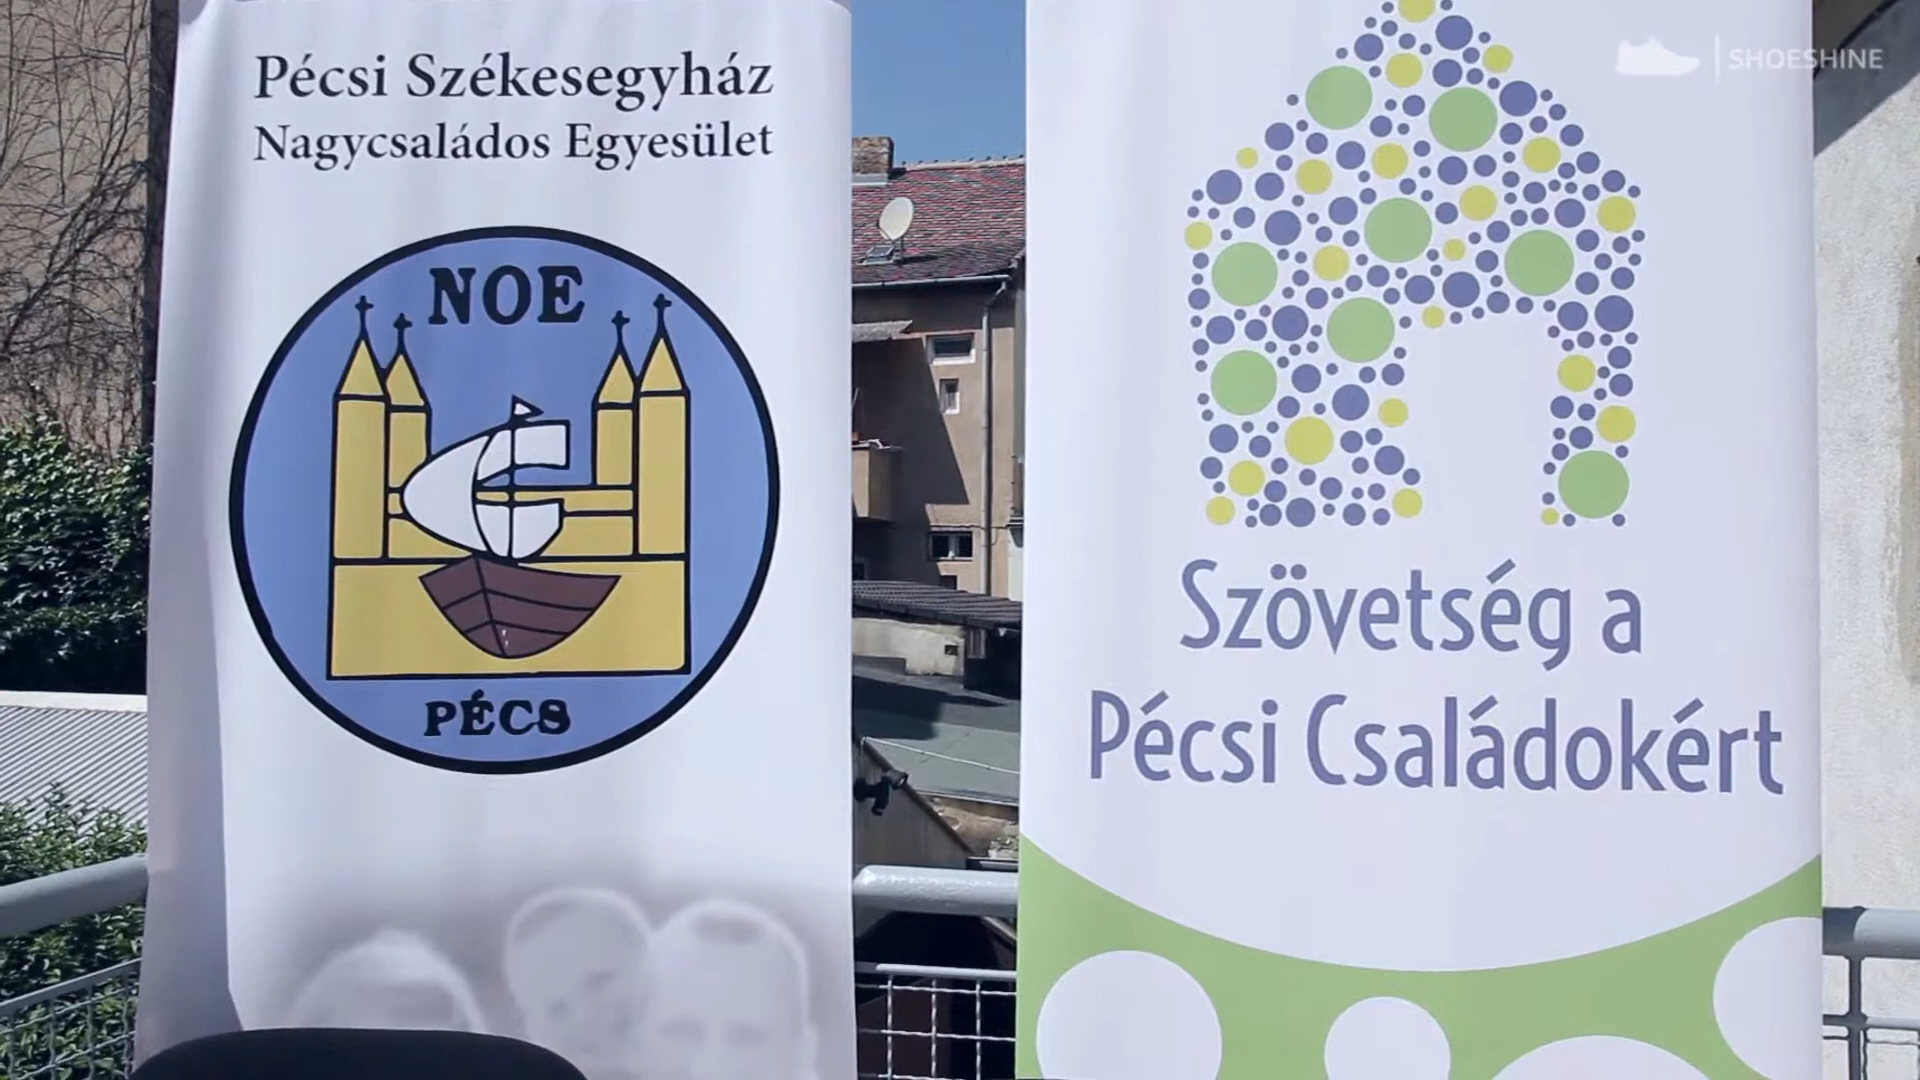 Pécsi Székesegyház
Nagycsaládos Egyesület
NOE
PÉCS
Szövetség a
Pécsi Családokért
SHOESHINE